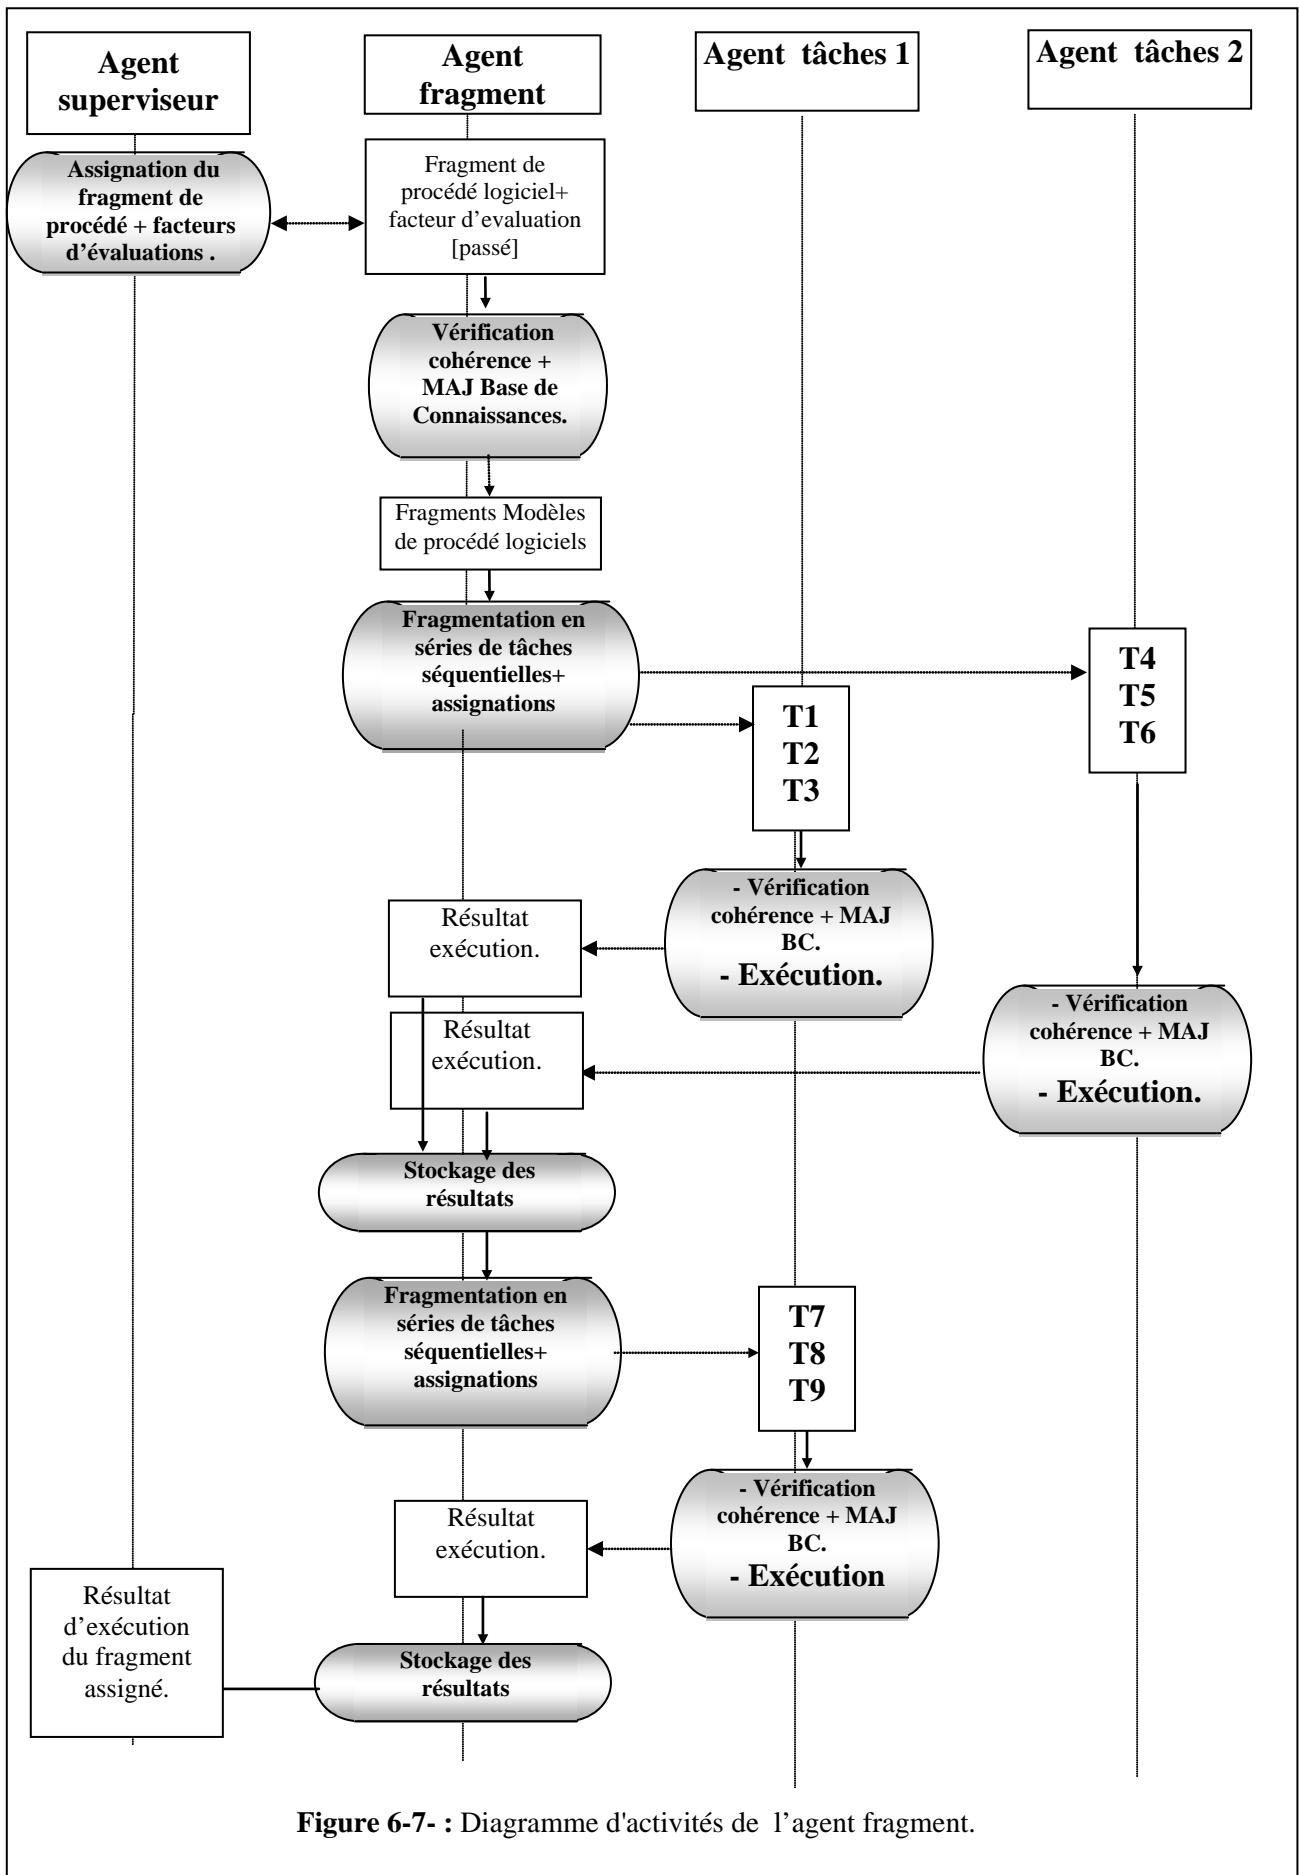 Agent
superviseur
Agent
fragment
Agent  tâches 1
Agent  tâches 2
Assignation du
fragment de
procédé + facteurs
d'évaluations .
Fragment de
procédé logiciel+
facteur d'evaluation
[passé]
Vérification
cohérence +
MAJ Base de
Connaissances.
Fragments Modèles
de procédé logiciels
Fragmentation en
séries de tâches
séquentielles+
assignations
T4
T5
T6
T1
T2
T3
- Vérification
cohérence + MAJ
BC.
- Exécution.
Résultat
exécution.
- Vérification
cohérence + MAJ
BC.
- Exécution.
Résultat
exécution.
Stockage des
résultats
Fragmentation en
séries de tâches
séquentielles+
assignations
T7
T8
T9
- Vérification
cohérence + MAJ
BC.
- Exécution
Résultat
exécution.
Résultat
d'exécution
du fragment
assigné.
Stockage des
résultats
Figure 6-7- : Diagramme d'activités de  l'agent fragment.